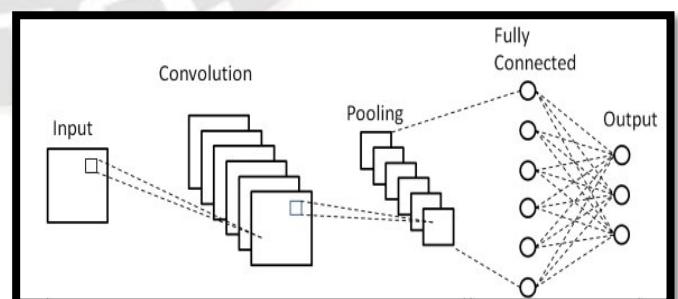 Input
Convolution
Pooling
Fully
Connected
Output